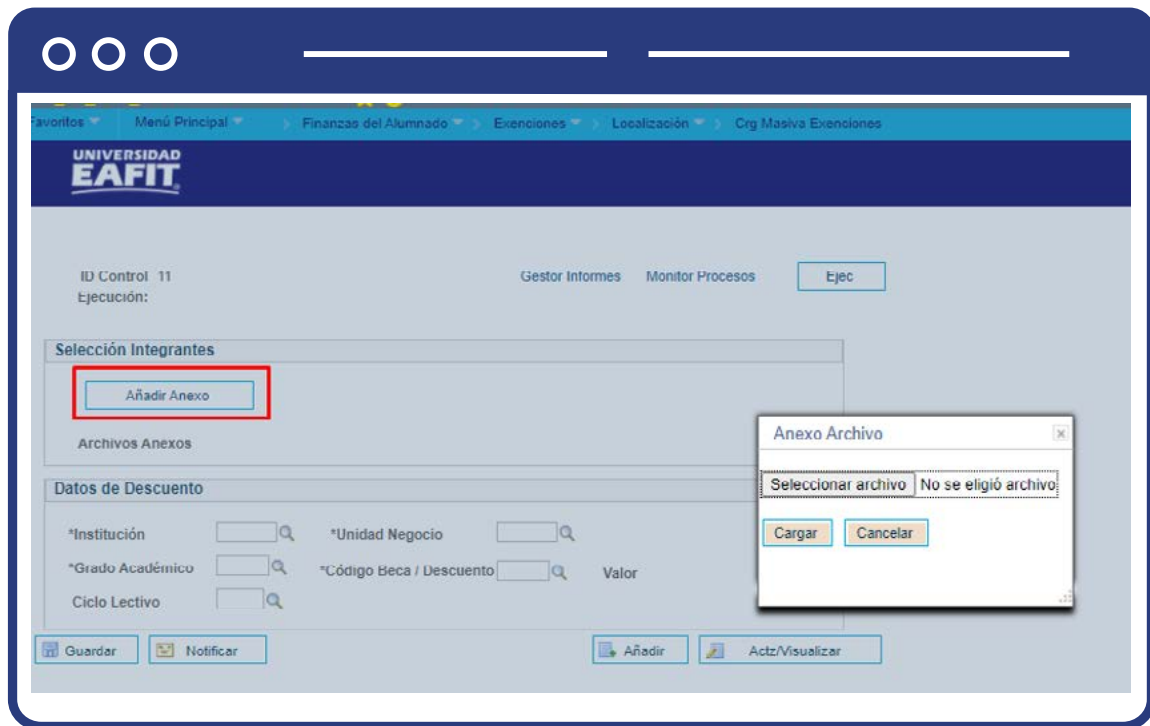 Favoritos Menú Principal Finanzas del Alumnado Exenciones Localización Crg Masiva Exenciones
UNIVERSIDAD
EAFIT
ID Control 11 Gestor Informes Monitor Procesos Ejec
Ejecución:
Selección Integrantes
Añadir Anexo
Archivos Anexos
Anexo Archivo
Seleccionar archivo No se eligió archivo
Cargar Cancelar
Datos de Descuento
*Institución *Unidad Negocio
*Grado Académico *Código Beca / Descuento Valor
Ciclo Lectivo
Guardar Notificar Añadir Actz/Visualizar